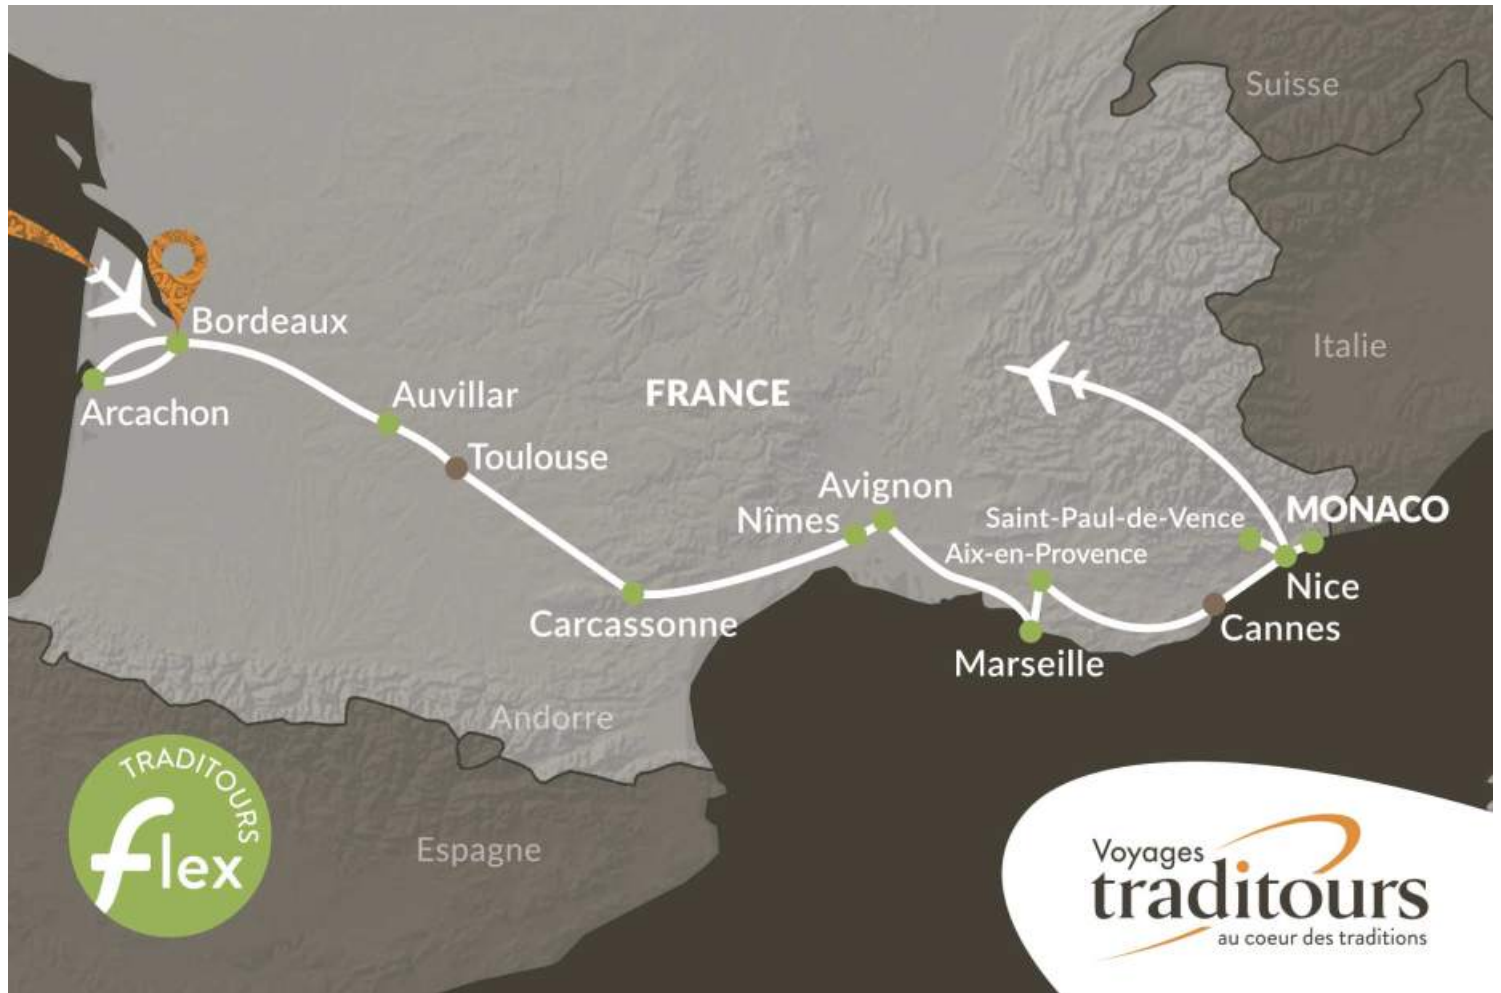 Suisse
Bordeaux
Italie
Auvillar
FRANCE
Arcachon
Toulouse
Avignon
Nîmes
Saint-Paul-de-Vence
MONACO
Aix-en-Provence
Nice
Carcassonne
Cannes
Marseille
Andorre
TRADITOURS
flex
Espagne
Voyages
traditours
au coeur des traditions